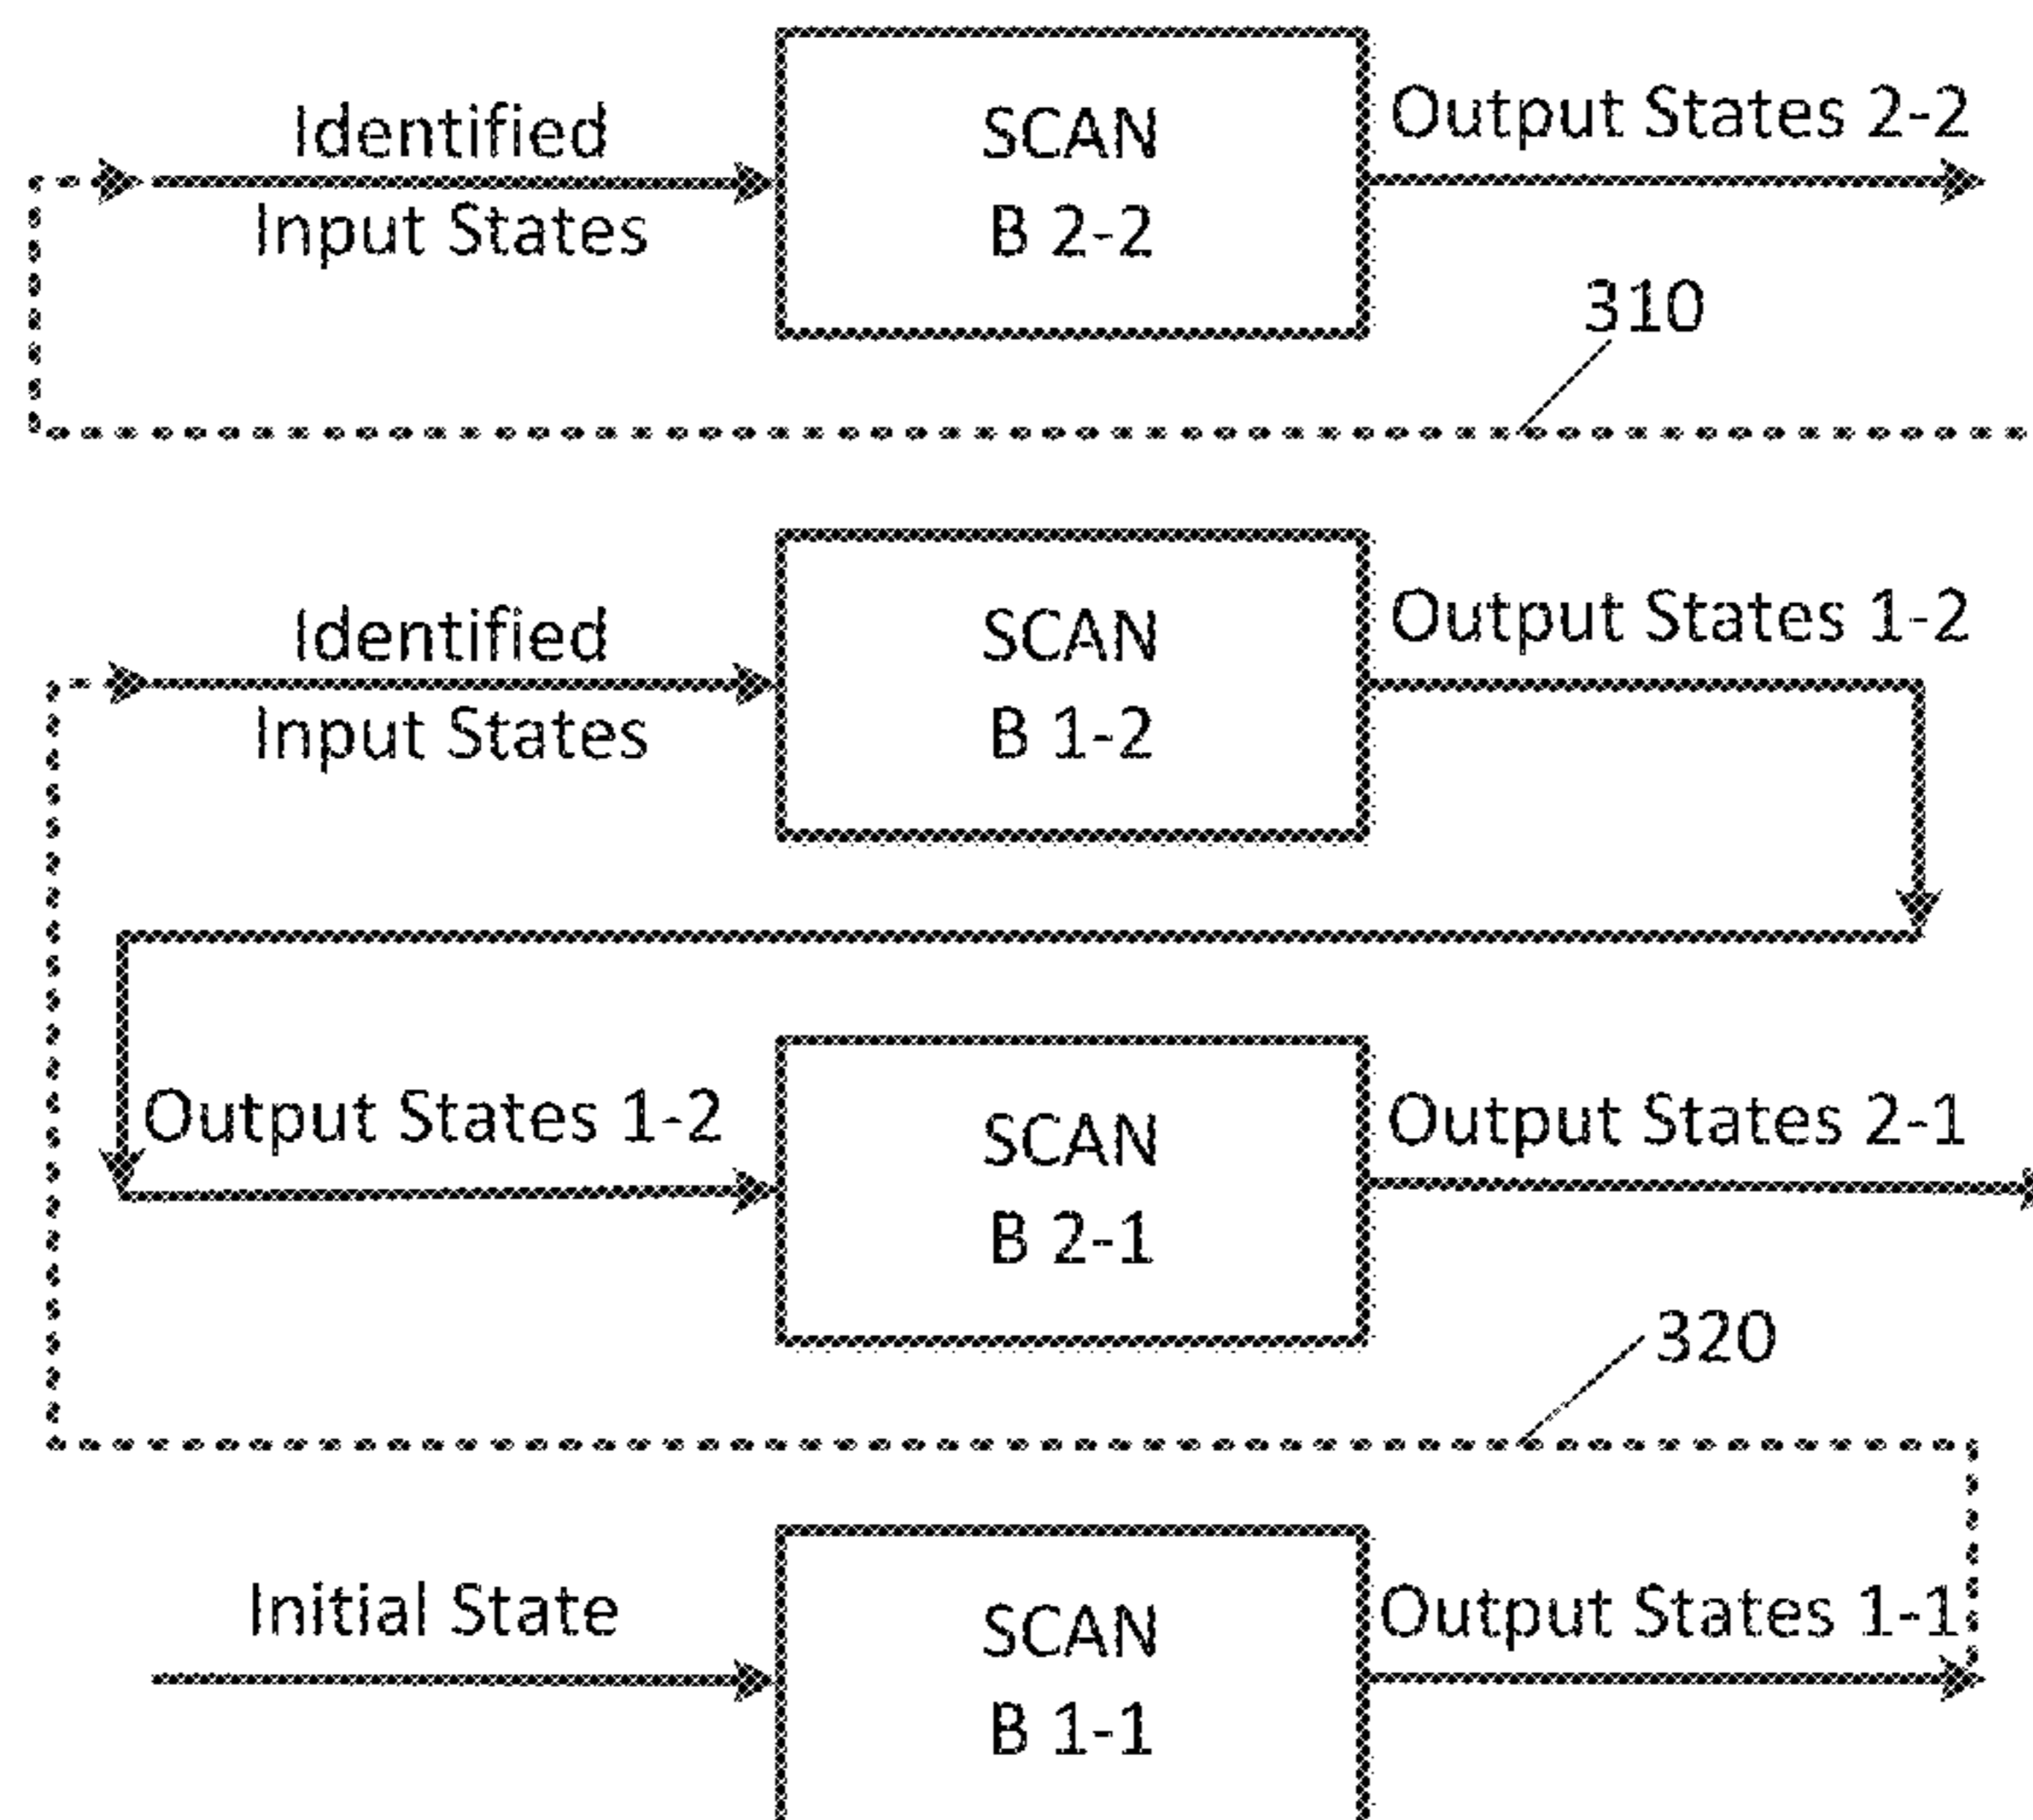 Identified
Input States
SCAN
B 2-2
Output States 2-2
310
Identified
Input States
SCAN
B 1-2
Output States 1-2
Output States 1-2
SCAN
B 2-1
Output States 2-1
320
Initial State
SCAN
B 1-1
Output States 1-1